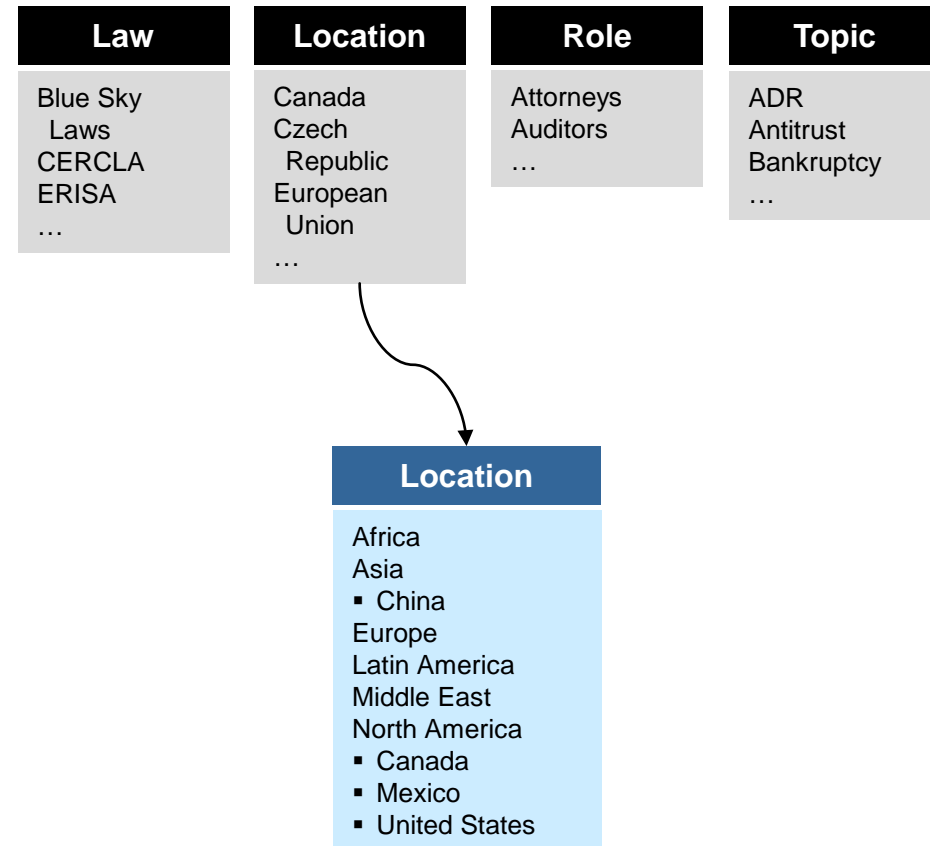 Law
Blue Sky
Laws
CERCLA
ERISA
…
Location
Canada
Czech
Republic
European
Union
…
Role
Attorneys
Auditors
…
Topic
ADR
Antitrust
Bankruptcy
…
Location
Africa
Asia
▪ China
Europe
Latin America
Middle East
North America
▪ Canada
▪ Mexico
▪ United States